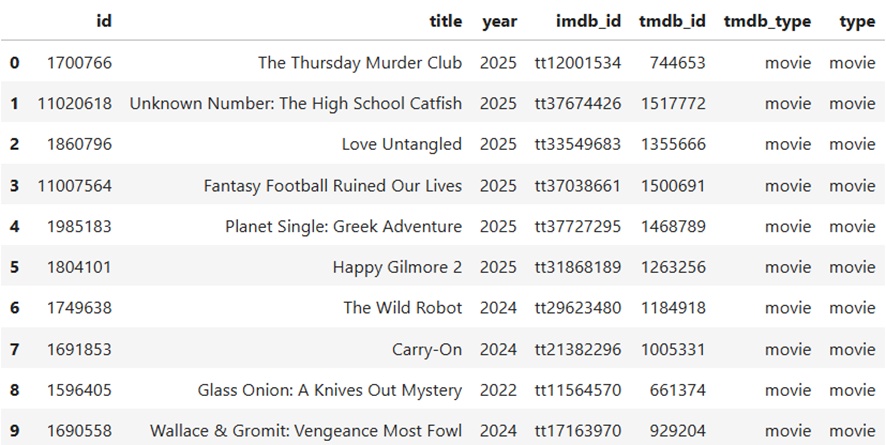 id title year imdb_id tmdb_id tmdb_type type
0 1700766 The Thursday Murder Club 2025 tt12001534 744653 movie movie
1 11020618 Unknown Number: The High School Catfish 2025 tt37674426 1517772 movie movie
2 1860796 Love Untangled 2025 tt33549683 1355666 movie movie
3 11007564 Fantasy Football Ruined Our Lives 2025 tt37038661 1500691 movie movie
4 1985183 Planet Single: Greek Adventure 2025 tt37727295 1468789 movie movie
5 1804101 Happy Gilmore 2 2025 tt31868189 1263256 movie movie
6 1749638 The Wild Robot 2024 tt29623480 1184918 movie movie
7 1691853 Carry-On 2024 tt21382296 1005331 movie movie
8 1596405 Glass Onion: A Knives Out Mystery 2022 tt11564570 661374 movie movie
9 1690558 Wallace & Gromit: Vengeance Most Fowl 2024 tt17163970 929204 movie movie